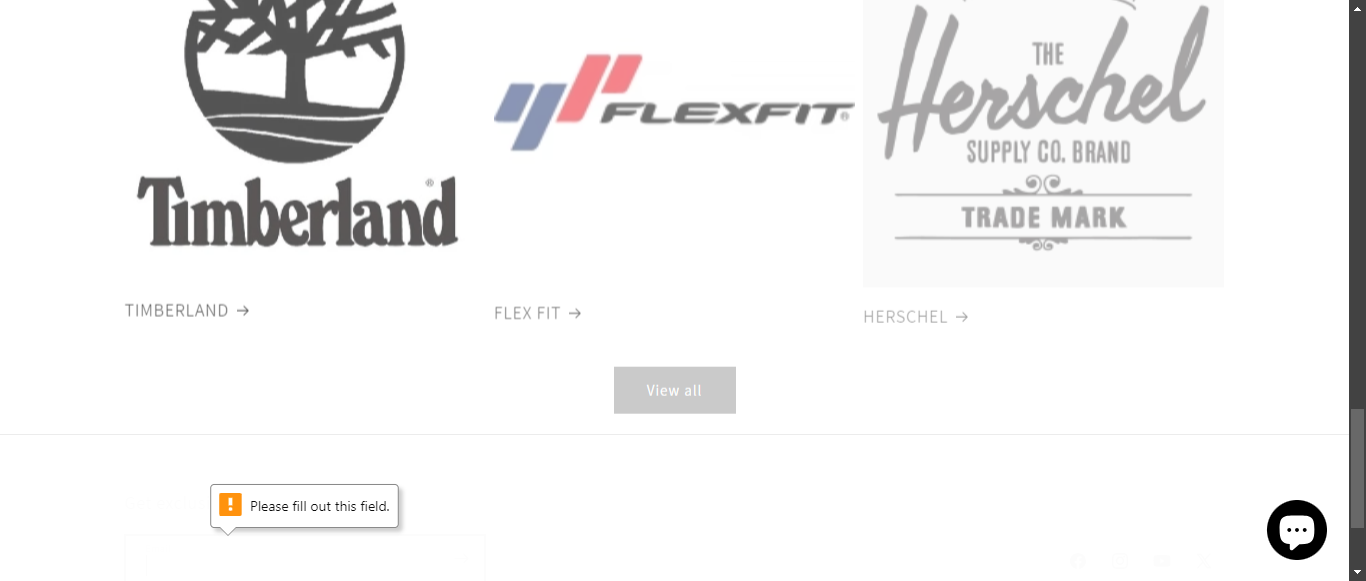 Timberland®
FLEXFIT®
THE
Herschel
SUPPLY CO. BRAND
TRADE MARK
TIMBERLAND →
FLEX FIT →
HERSCHEL →
View all
Please fill out this field.